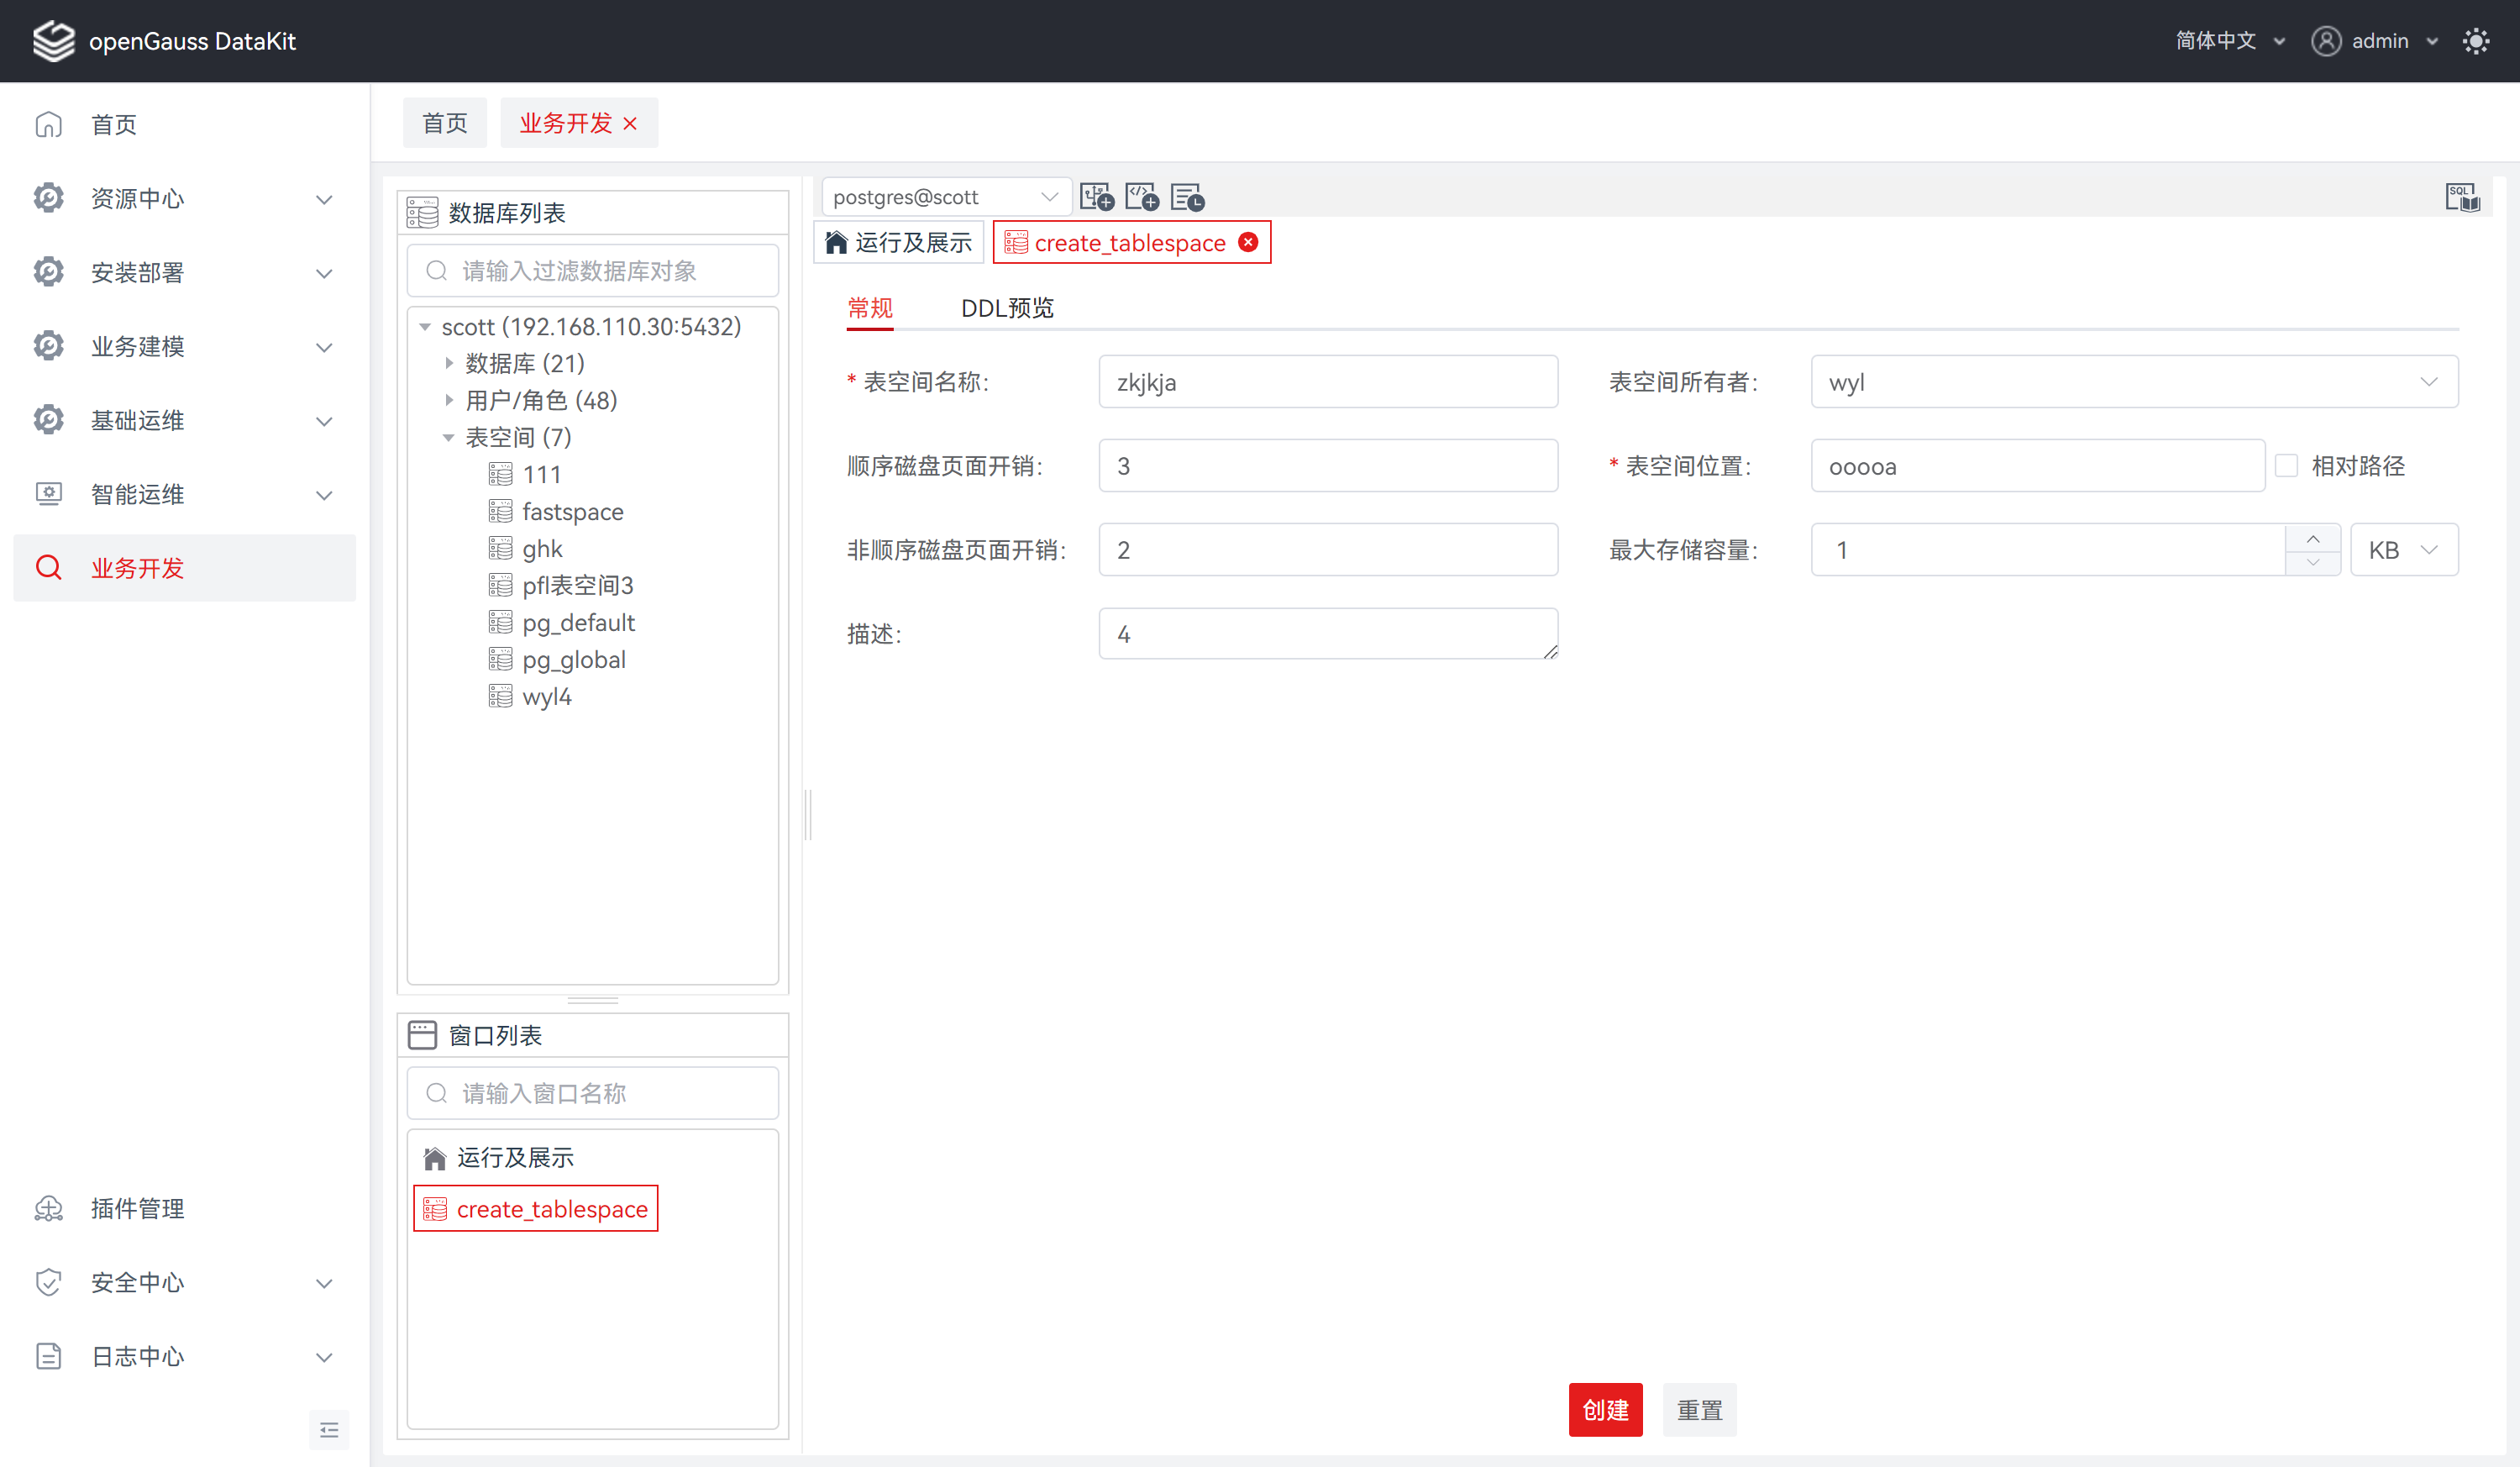 openGauss DataKit
简体中文
admin
首页
资源中心
安装部署
业务建模
基础运维
智能运维
业务开发
插件管理
安全中心
日志中心
首页
业务开发
数据库列表
请输入过滤数据库对象
scott (192.168.110.30:5432)
数据库 (21)
用户/角色 (48)
表空间 (7)
111
fastspace
ghk
pfl表空间3
pg_default
pg_global
wyl4
窗口列表
请输入窗口名称
运行及展示
create_tablespace
postgres@scott
SQL
运行及展示
create_tablespace
常规
DDL预览
* 表空间名称: zkjkja
表空间所有者: wyl
顺序磁盘页面开销: 3
* 表空间位置: ooooa
相对路径
非顺序磁盘页面开销: 2
最大存储容量: 1
KB
描述: 4
创建
重置